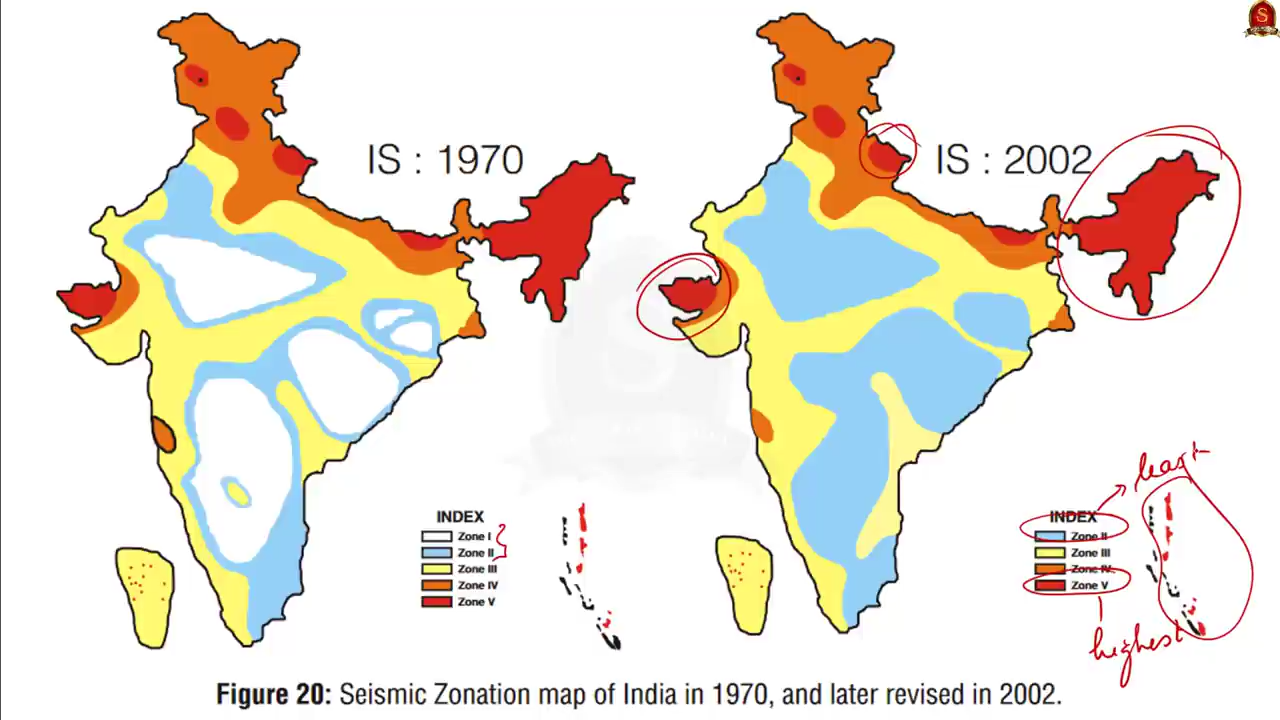 S
IS : 1970
IS : 2002
INDEX
Zone I
Zone II
Zone III
Zone IV
Zone V
least
INDEX
Zone II
Zone III
Zone IV
Zone V
highest
Figure 20: Seismic Zonation map of India in 1970, and later revised in 2002.